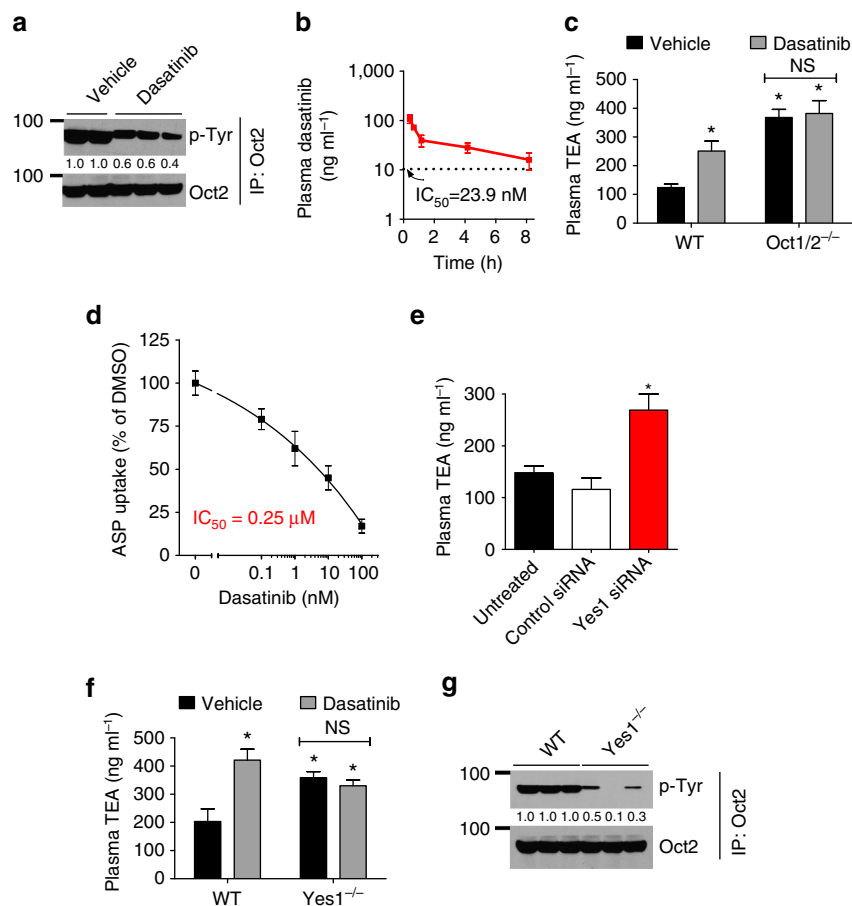 a
Vehicle
Dasatinib
100
p-Tyr
1.0 1.0 0.6 0.6 0.4
100
Oct2
IP: Oct2
b
Plasma dasatinib
(ng ml⁻¹)
1,000
100
10
1
IC₅₀=23.9 nM
0 2 4 6 8
Time (h)
c
Vehicle
Dasatinib
Plasma TEA (ng ml⁻¹)
500
400
300
200
100
0
*
NS
* *
WT
Oct1/2⁻/⁻
d
ASP uptake (% of DMSO)
125
100
75
50
25
0
IC₅₀ = 0.25 μM
0 0.1 1 10 100
Dasatinib (nM)
e
Plasma TEA (ng ml⁻¹)
300
200
100
0
*
Untreated
Control siRNA
Yes1 siRNA
f
Vehicle
Dasatinib
Plasma TEA (ng ml⁻¹)
500
400
300
200
100
0
*
NS
* *
WT
Yes1⁻/⁻
g
WT
Yes1⁻/⁻
100
p-Tyr
1.0 1.0 1.0 0.5 0.1 0.3
100
Oct2
IP: Oct2